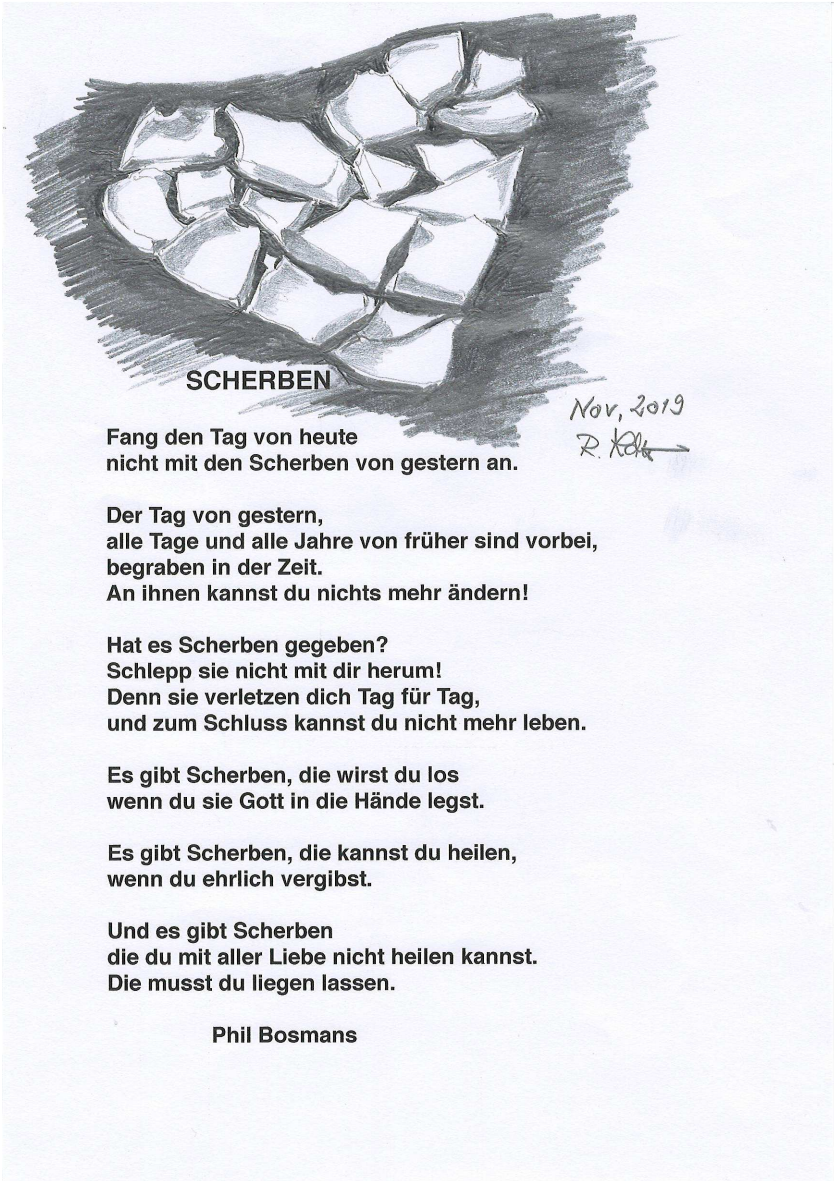 SCHERBEN
Nov, 2019
R.
Fang den Tag von heute
nicht mit den Scherben von gestern an.
Der Tag von gestern,
alle Tage und alle Jahre von früher sind vorbei,
begraben in der Zeit.
An ihnen kannst du nichts mehr ändern!
Hat es Scherben gegeben?
Schlepp sie nicht mit dir herum!
Denn sie verletzen dich Tag für Tag,
und zum Schluss kannst du nicht mehr leben.
Es gibt Scherben, die wirst du los
wenn du sie Gott in die Hände legst.
Es gibt Scherben, die kannst du heilen,
wenn du ehrlich vergibst.
Und es gibt Scherben
die du mit aller Liebe nicht heilen kannst.
Die musst du liegen lassen.
Phil Bosmans